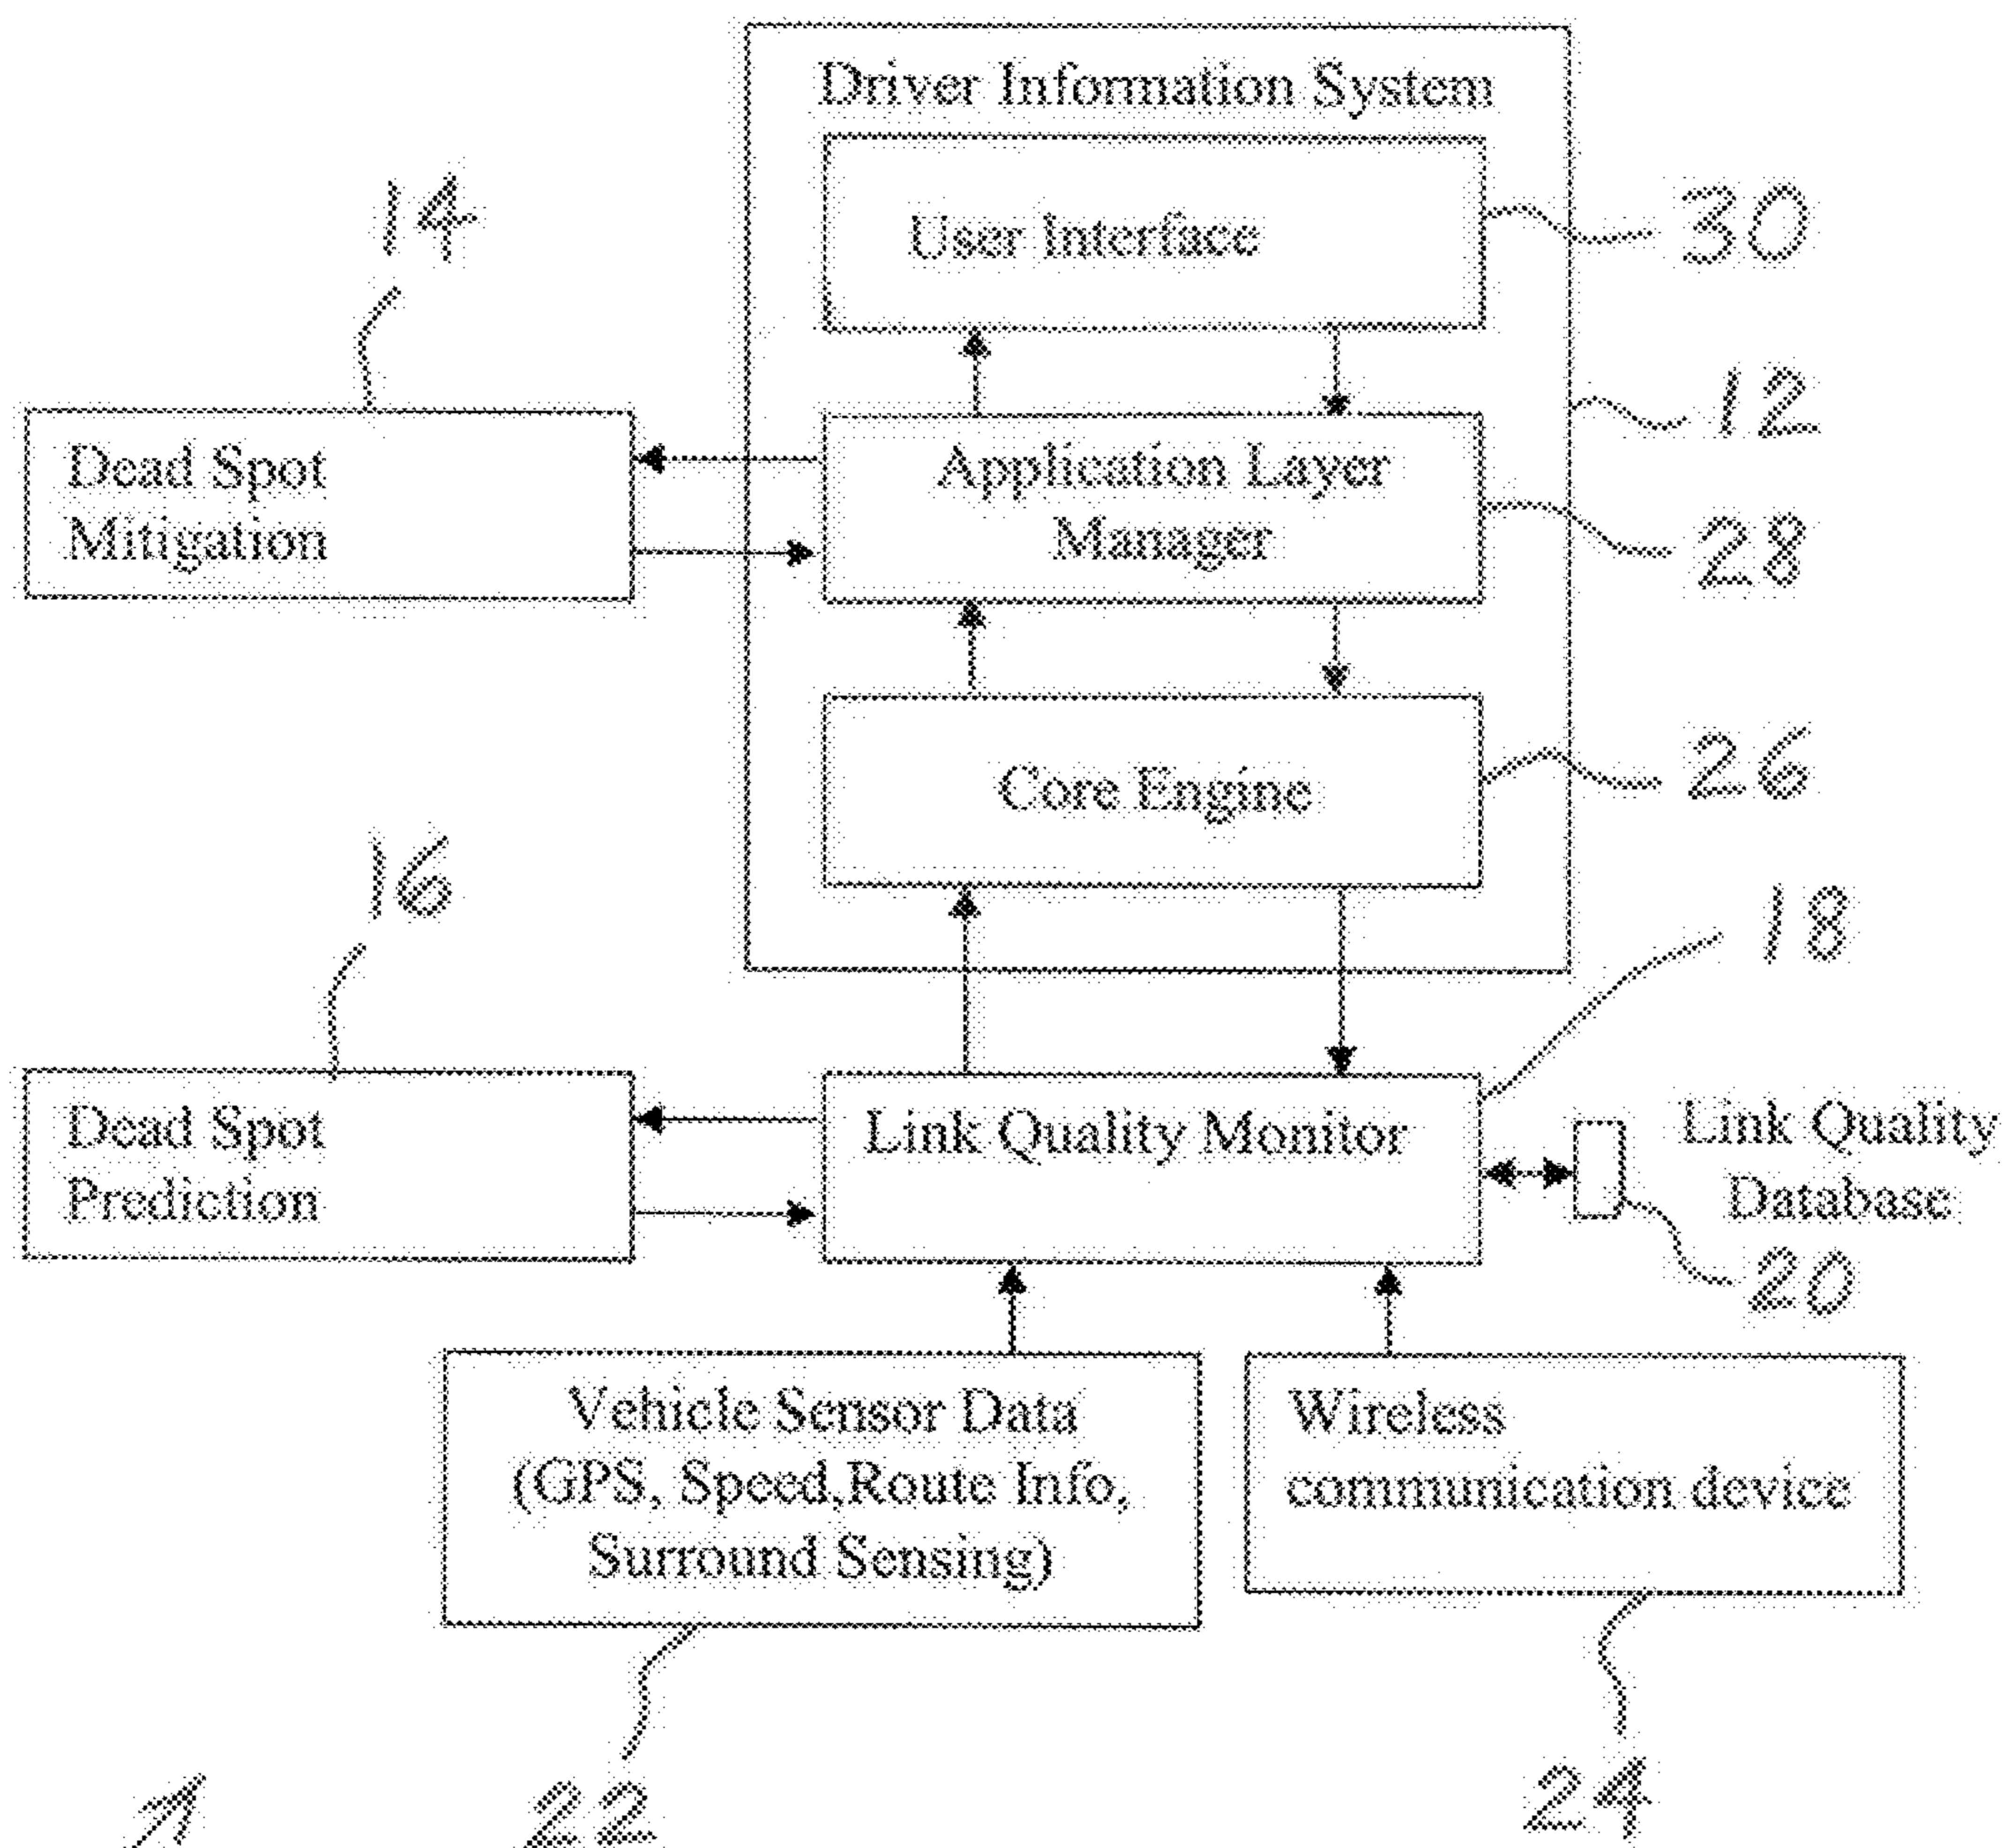 Driver Information System
User Interface
30
14
12
Dead Spot
Mitigation
Application Layer
Manager
28
Core Engine
26
16
18
Dead Spot
Prediction
Link Quality Monitor
Link Quality
Database
20
Vehicle Sensor Data
(GPS, Speed,Route Info,
Surround Sensing)
Wireless
communication device
22
24